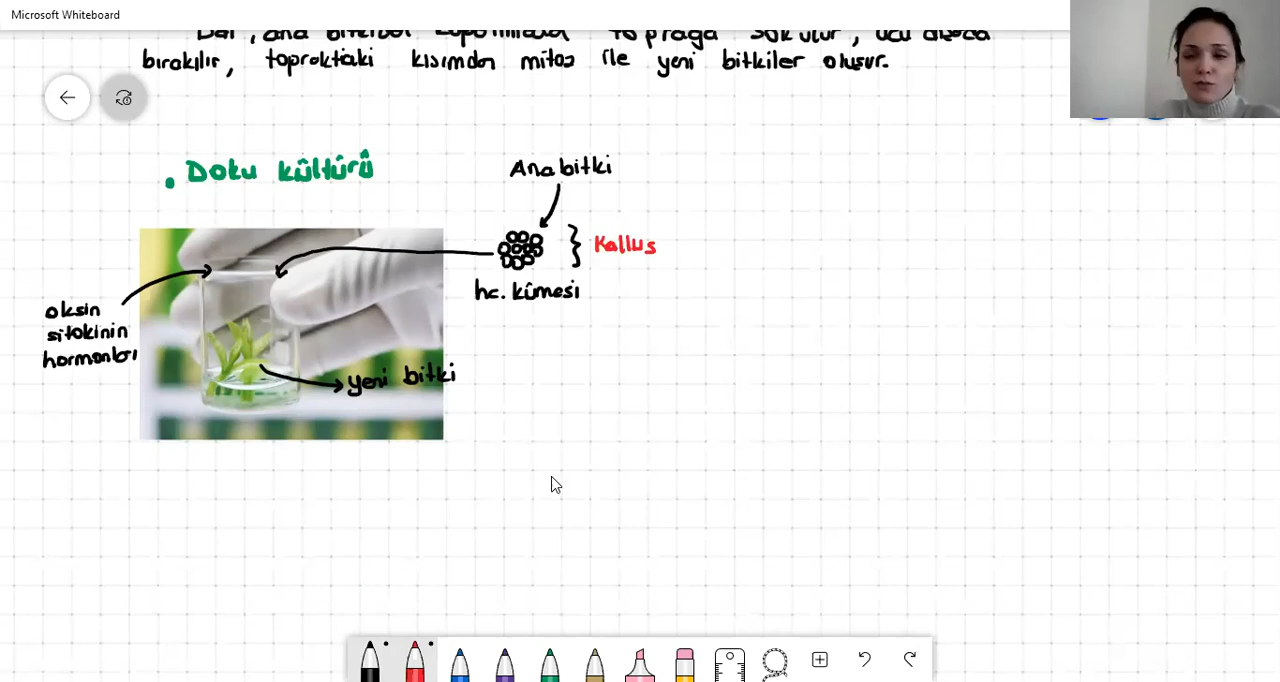 Microsoft Whiteboard
toprağa
bırakılır, topraktaki kısımdan mitoz ile yeni bitkiler oluşur.
. Doku kültürü
Ana bitki
Kallus
hc. kümesi
oksin
sitokinin
hormonları
yeni bitki